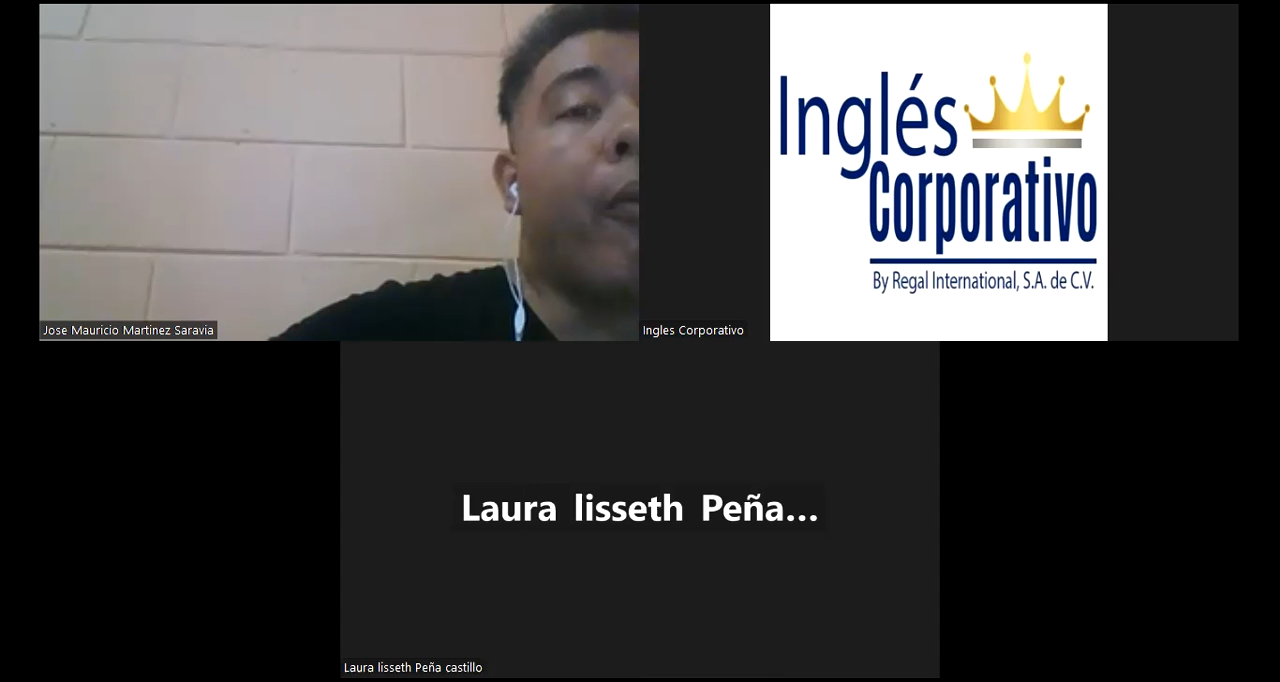 Inglés
Corporativo
By Regal International, S.A. de C.V.
Jose Mauricio Martinez Saravia
Ingles Corporativo
Laura lisseth Peña...
Laura lisseth Peña castillo